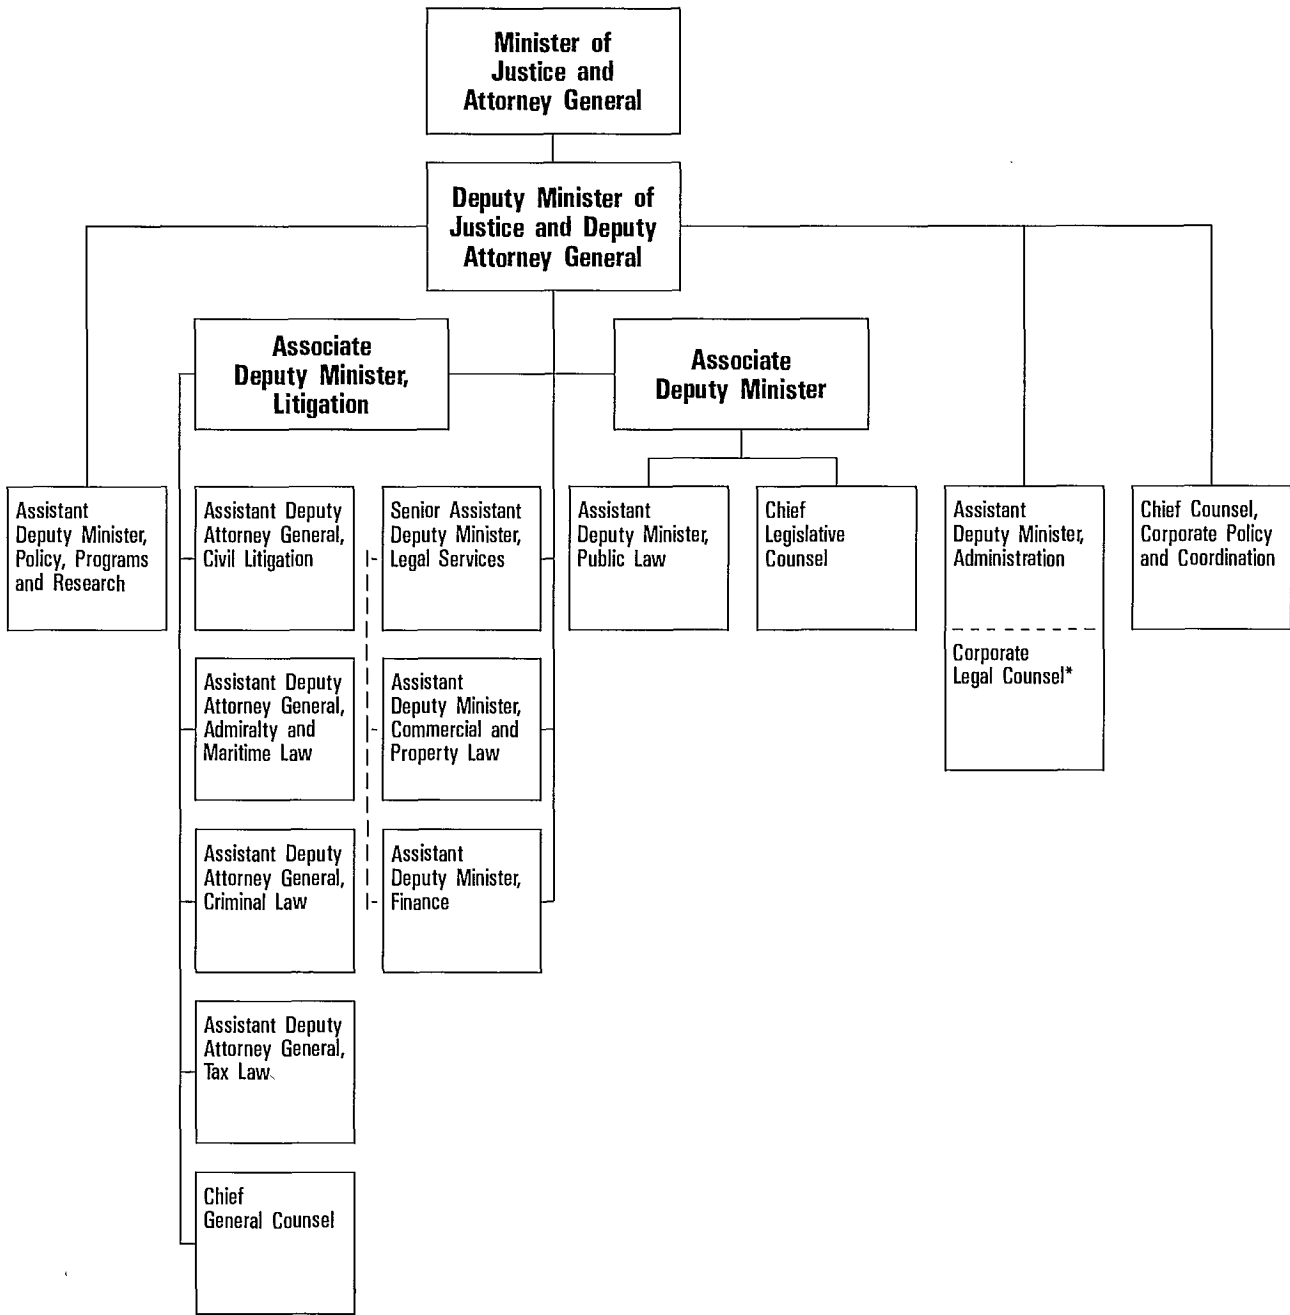 Minister of
Justice and
Attorney General
Deputy Minister of
Justice and Deputy
Attorney General
Associate
Deputy Minister,
Litigation
Associate
Deputy Minister
Assistant
Deputy Minister,
Policy, Programs
and Research
Assistant Deputy
Attorney General,
Civil Litigation
Senior Assistant
Deputy Minister,
Legal Services
Assistant
Deputy Minister,
Public Law
Chief
Legislative
Counsel
Assistant
Deputy Minister,
Administration
Corporate
Legal Counsel*
Chief Counsel,
Corporate Policy
and Coordination
Assistant Deputy
Attorney General,
Admiralty and
Maritime Law
Assistant
Deputy Minister,
Commercial and
Property Law
Assistant Deputy
Attorney General,
Criminal Law
Assistant
Deputy Minister,
Finance
Assistant Deputy
Attorney General,
Tax Law
Chief
General Counsel